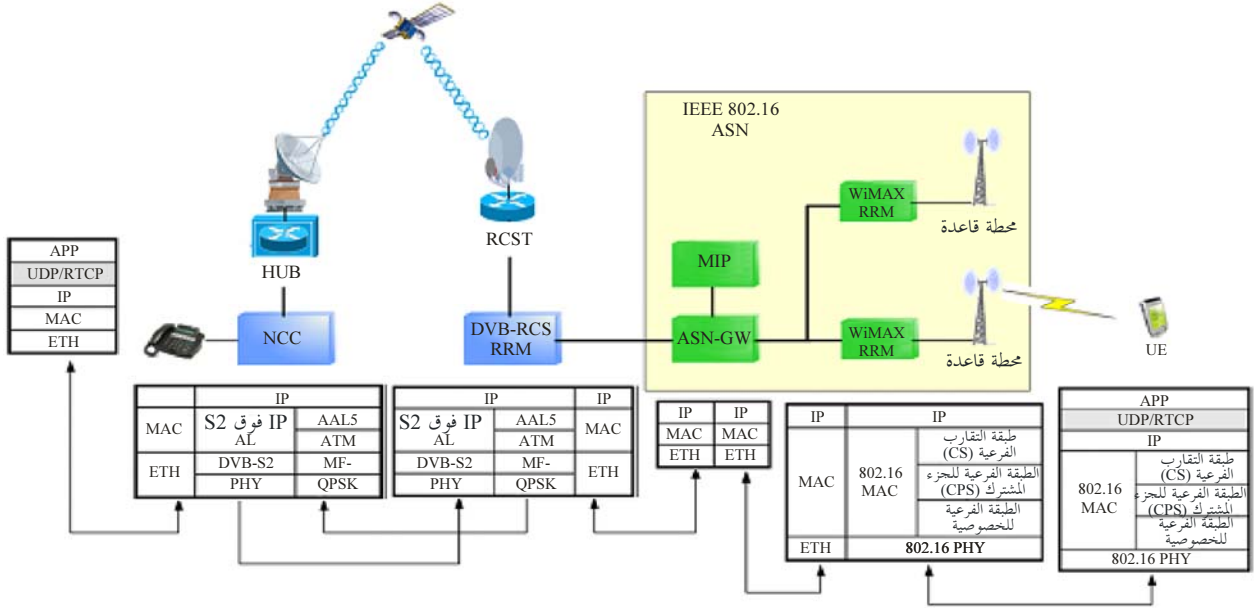 IEEE 802.16
ASN
WiMAX
RRM
محطة قاعدة
RCST
HUB
MIP
NCC
DVB-RCS
RRM
ASN-GW
WiMAX
RRM
محطة قاعدة
UE
APP
UDP/RTCP
IP
MAC
ETH
IP
MAC
IP فوق S2
AL
AAL5
ATM
ETH
DVB-S2
PHY
MF-
QPSK
IP
IP
IP فوق S2
AL
AAL5
ATM
MAC
DVB-S2
PHY
MF-
QPSK
ETH
IP
IP
MAC
MAC
ETH
ETH
IP
IP
MAC
802.16
MAC
طبقة التقارب
الفرعية (CS)
الطبقة الفرعية للجزء
المشترك (CPS)
الطبقة الفرعية
للخصوصية
ETH
802.16 PHY
APP
UDP/RTCP
IP
802.16
MAC
طبقة التقارب
الفرعية (CS)
الطبقة الفرعية للجزء
المشترك (CPS)
الطبقة الفرعية
للخصوصية
802.16 PHY